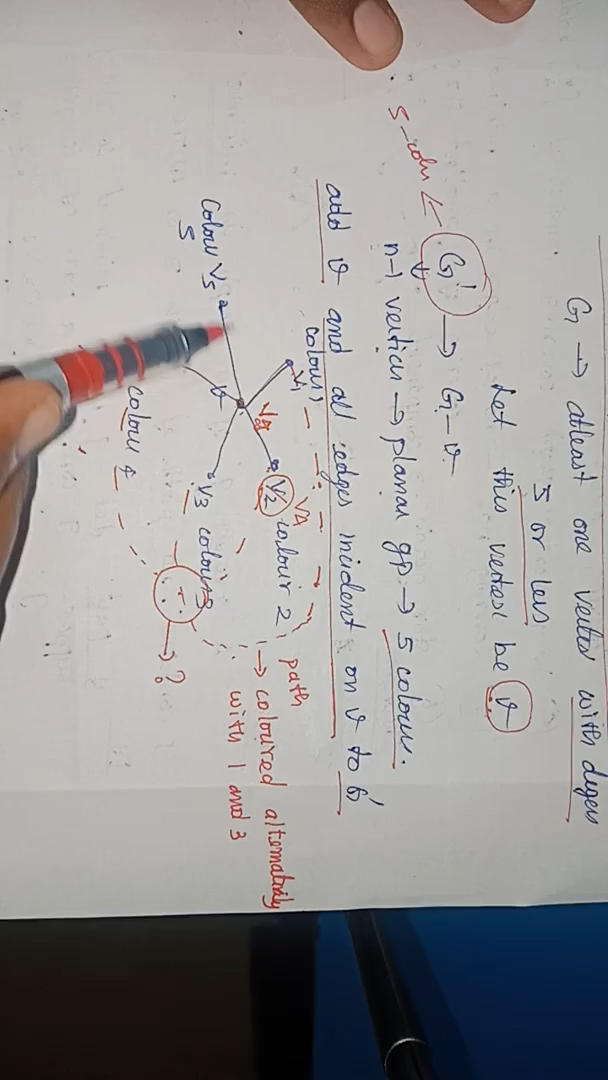 G → atleast one vertex with degree
5 or less
Let this vertex be v
5-colour ⇐ G' → G-v
n-1 vertices → planar gp → 5 colour.
add v and all edges incident on v to G'
V1 colour 1
V2 colour 2
V3 colour 3
colour 4
colour 5 V5
v
path
→ coloured alternatively
with 1 and 3
→ ?